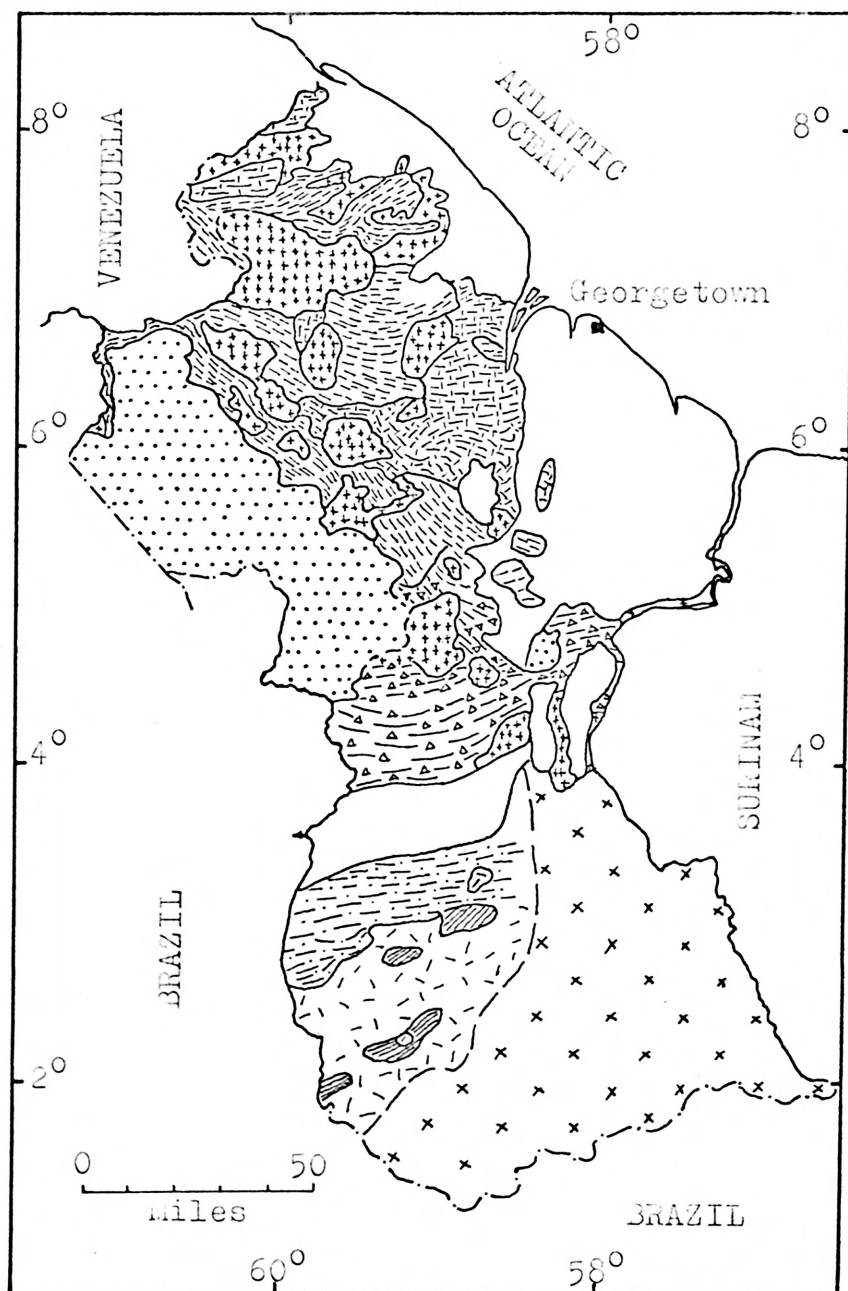 58°
ATLANTIC
OCEAN
8°
8°
VENEZUELA
Georgetown
6°
6°
4°
4°
SURINAM
BRAZIL
2°
2°
0 50
Miles
BRAZIL
60°
58°